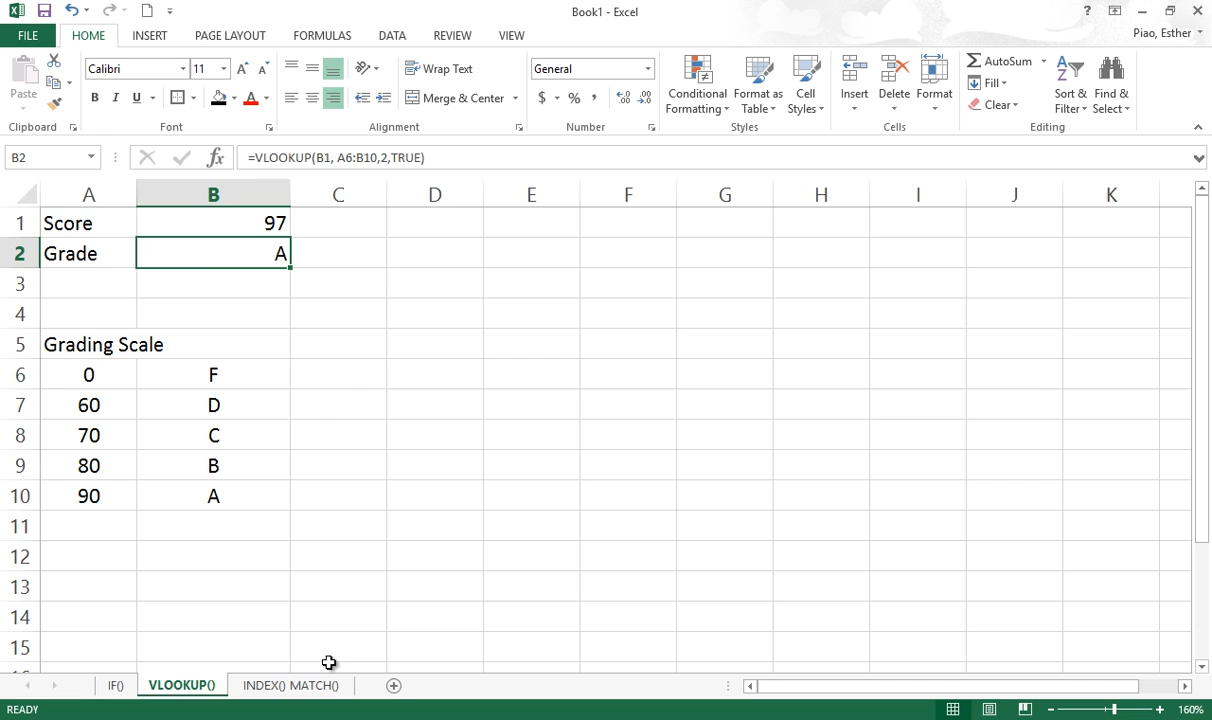 Book1 - Excel
?
FILE HOME INSERT PAGE LAYOUT FORMULAS DATA REVIEW VIEW
Piao, Esther
Paste
Calibri 11
B I U A
Wrap Text
Merge & Center
General
$ % ,
Conditional Formatting
Format as Table
Cell Styles
Insert Delete Format
AutoSum
Fill
Clear
Sort & Filter
Find & Select
Clipboard Font Alignment Number Styles Cells Editing
B2 fx =VLOOKUP(B1, A6:B10,2,TRUE)
A B C D E F G H I J K
1 Score 97
2 Grade A
3
4
5 Grading Scale
6 0 F
7 60 D
8 70 C
9 80 B
10 90 A
11
12
13
14
15
IF() VLOOKUP() INDEX() MATCH()
READY 160%